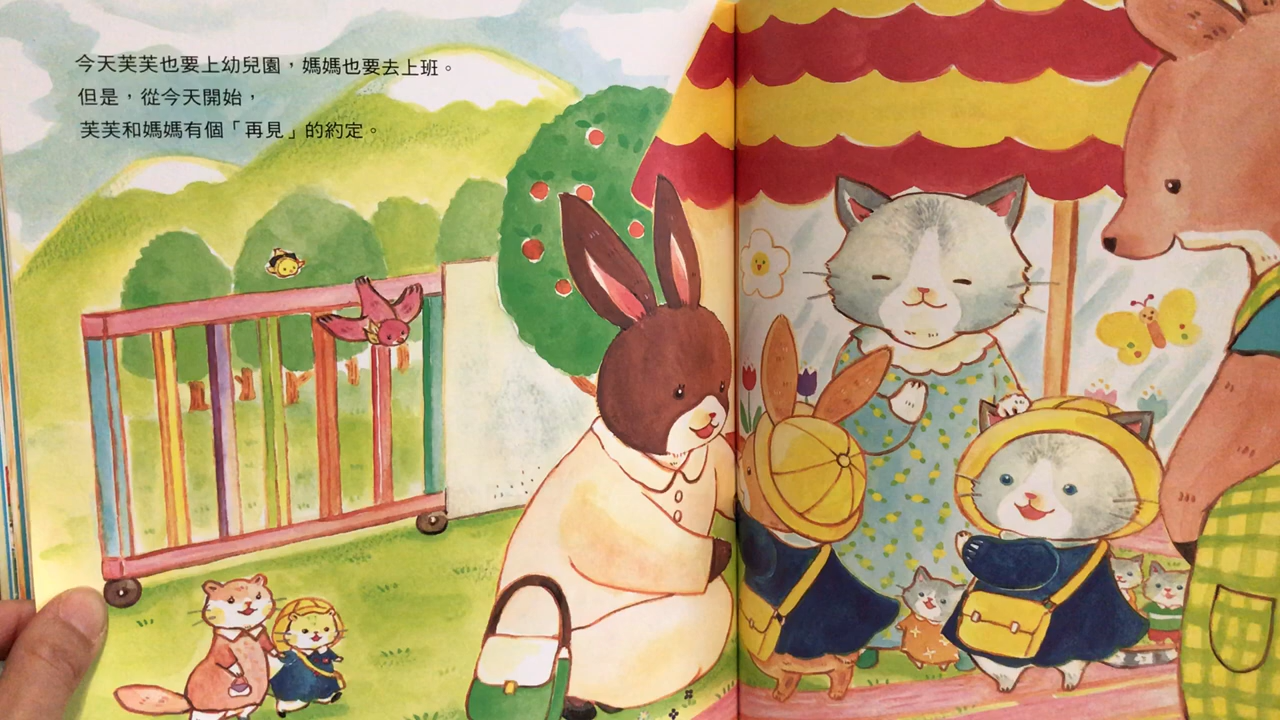 今天芙芙也要上幼兒園，媽媽也要去上班。
但是，從今天開始，
芙芙和媽媽有個「再見」的約定。